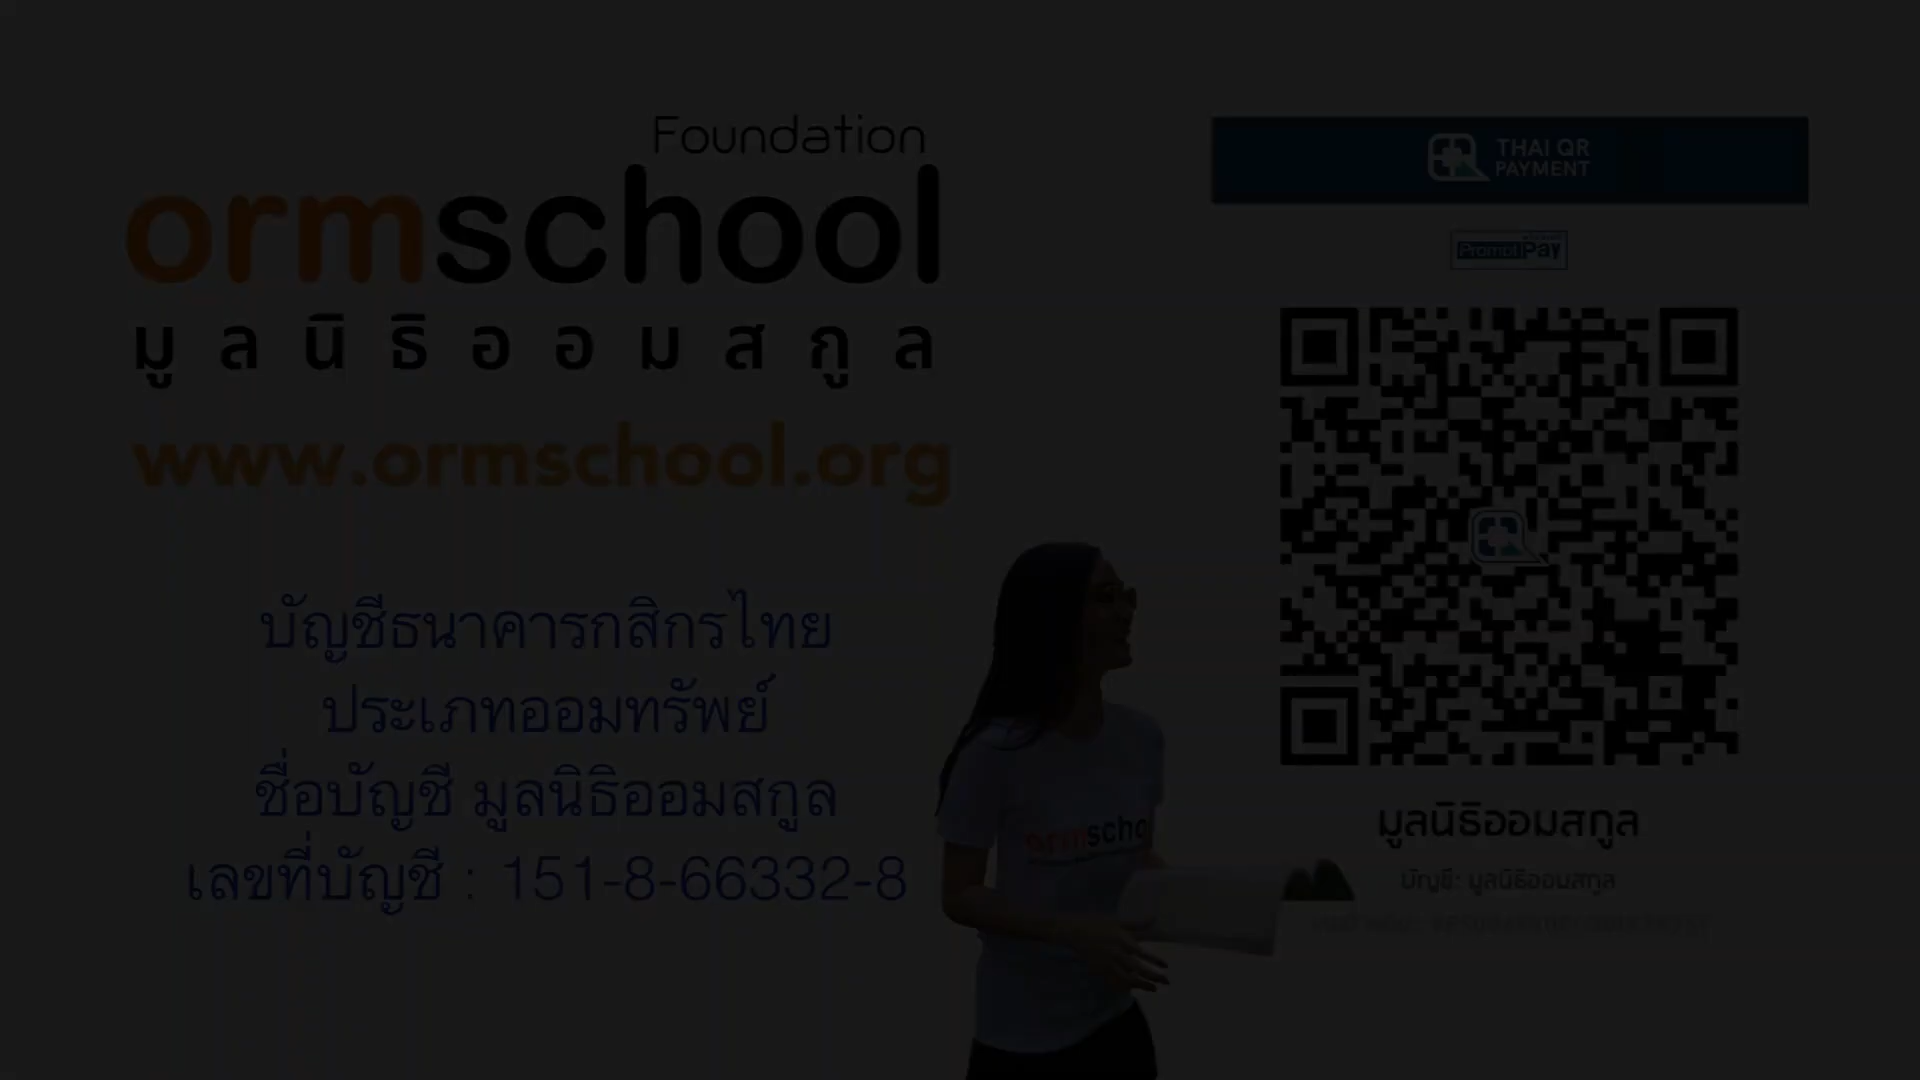 Foundation
ormschool
มูลนิธิออมสกูล
www.ormschool.org
บัญชีธนาคารกสิกรไทย
ประเภทออมทรัพย์
ชื่อบัญชี มูลนิธิออมสกูล
เลขที่บัญชี : 151-8-66332-8
THAI QR
PAYMENT
PromptPay
ormscho
มูลนิธิออมสกูล
บัญชี: มูลนิธิออมสกูล